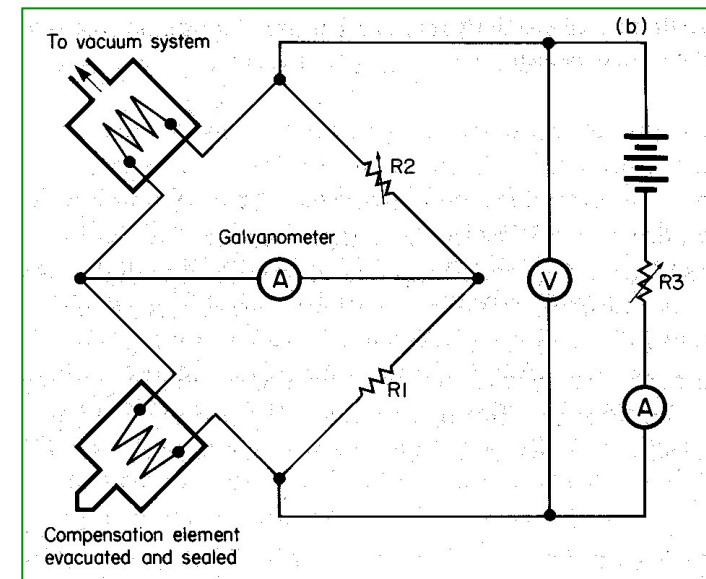 (b)
To vacuum system
R2
Galvanometer
A
V
R3
R1
A
Compensation element
evacuated and sealed